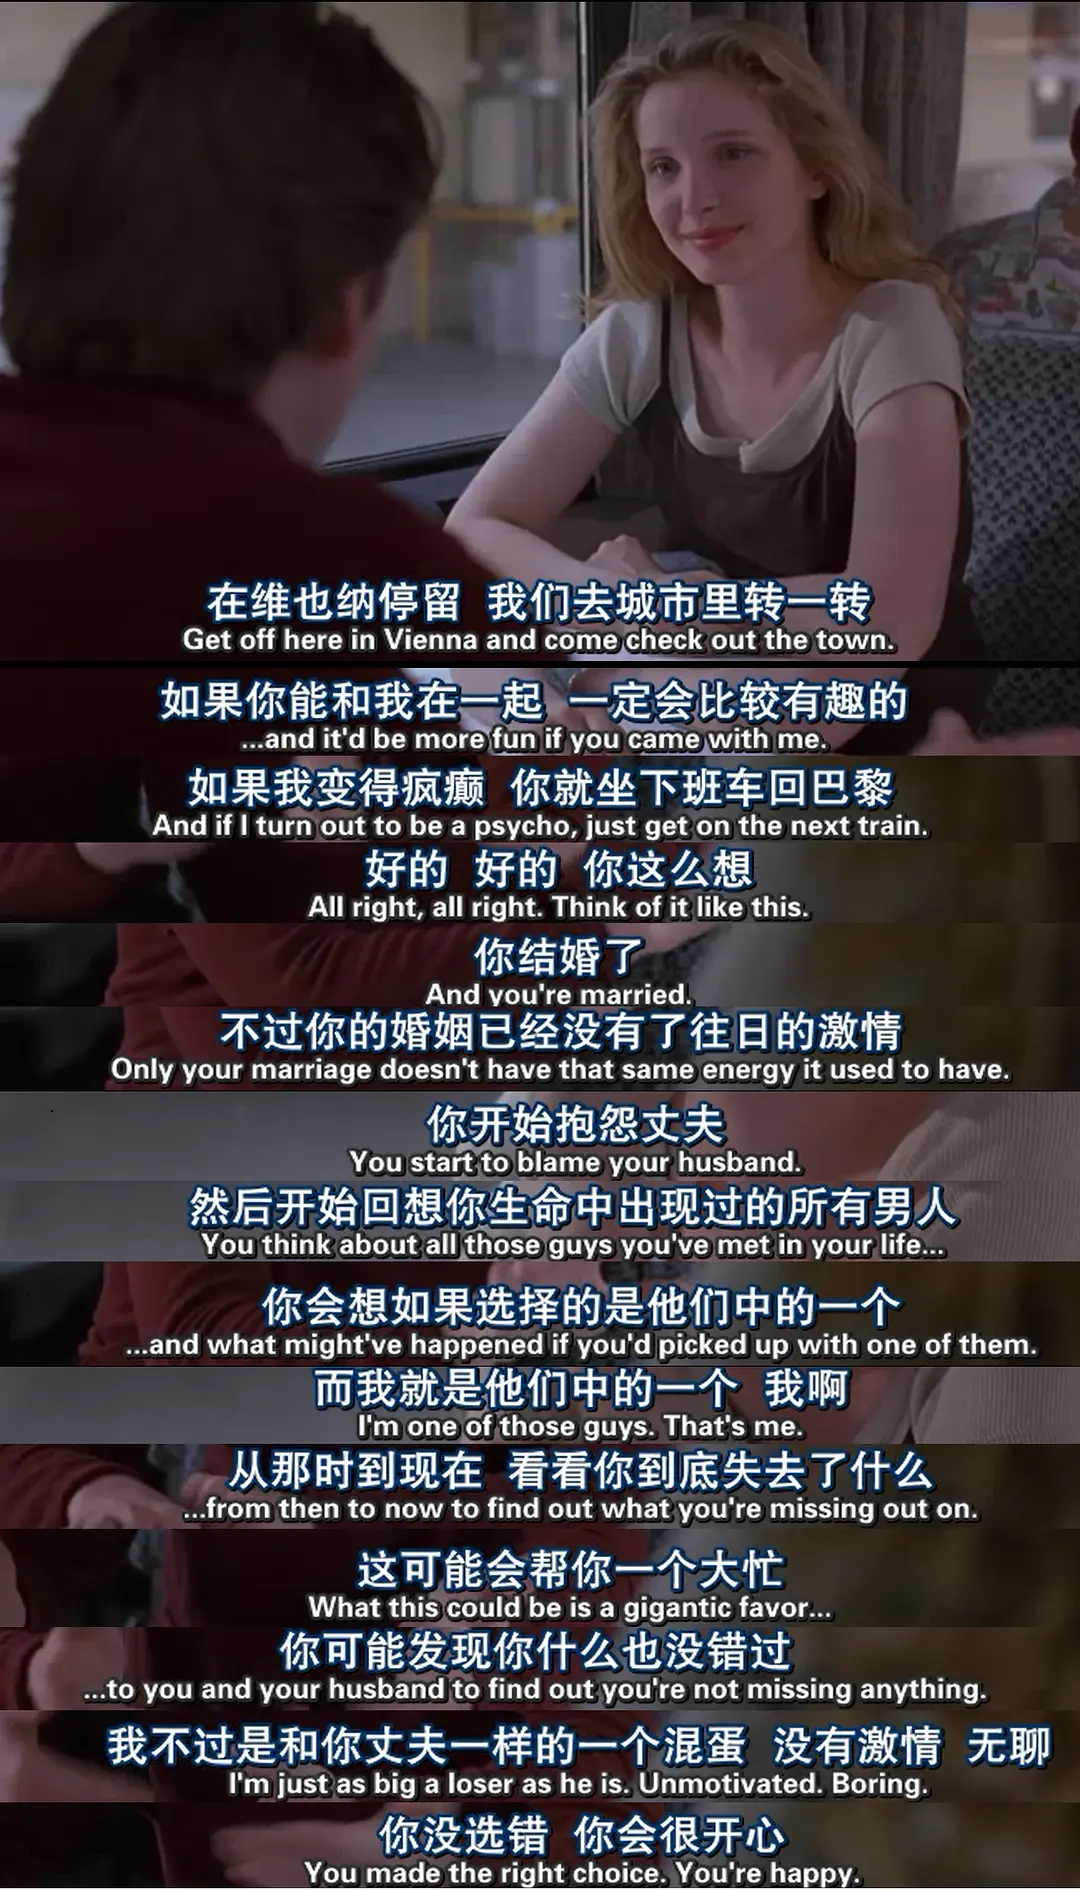 在维也纳停留 我们去城市里转一转
Get off here in Vienna and come check out the town.
如果你能和我在一起 一定会比较有趣的
...and it'd be more fun if you came with me.
如果我变得疯癫 你就坐下班车回巴黎
And if I turn out to be a psycho, just get on the next train.
好的 好的 你这么想
All right, all right. Think of it like this.
你结婚了
And you're married.
不过你的婚姻已经没有了往日的激情
Only your marriage doesn't have that same energy it used to have.
你开始抱怨丈夫
You start to blame your husband.
然后开始回想你生命中出现过的所有男人
You think about all those guys you've met in your life...
你会想如果选择的是他们中的一个
...and what might've happened if you'd picked up with one of them.
而我就是他们中的一个 我啊
I'm one of those guys. That's me.
从那时到现在 看看你到底失去了什么
...from then to now to find out what you're missing out on.
这可能会帮你一个大忙
What this could be is a gigantic favor...
你可能发现你什么也没错过
...to you and your husband to find out you're not missing anything.
我不过是和你丈夫一样的一个混蛋 没有激情 无聊
I'm just as big a loser as he is. Unmotivated. Boring.
你没选错 你会很开心
You made the right choice. You're happy.